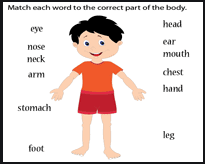 Match each word to the correct part of the body.
eye
nose
neck
arm
stomach
foot
head
ear
mouth
chest
hand
leg